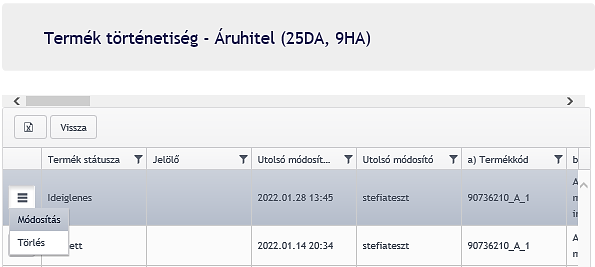 Termék történetiség - Áruhitel (25DA, 9HA)
Vissza
Termék státusza Jelölő Utolsó módosít... Utolsó módosító a) Termékkód b
Ideiglenes 2022.01.28 13:45 stefiateszt 90736210_A_1
Módosítás
Törlés
ett 2022.01.14 20:34 stefiateszt 90736210_A_1 A